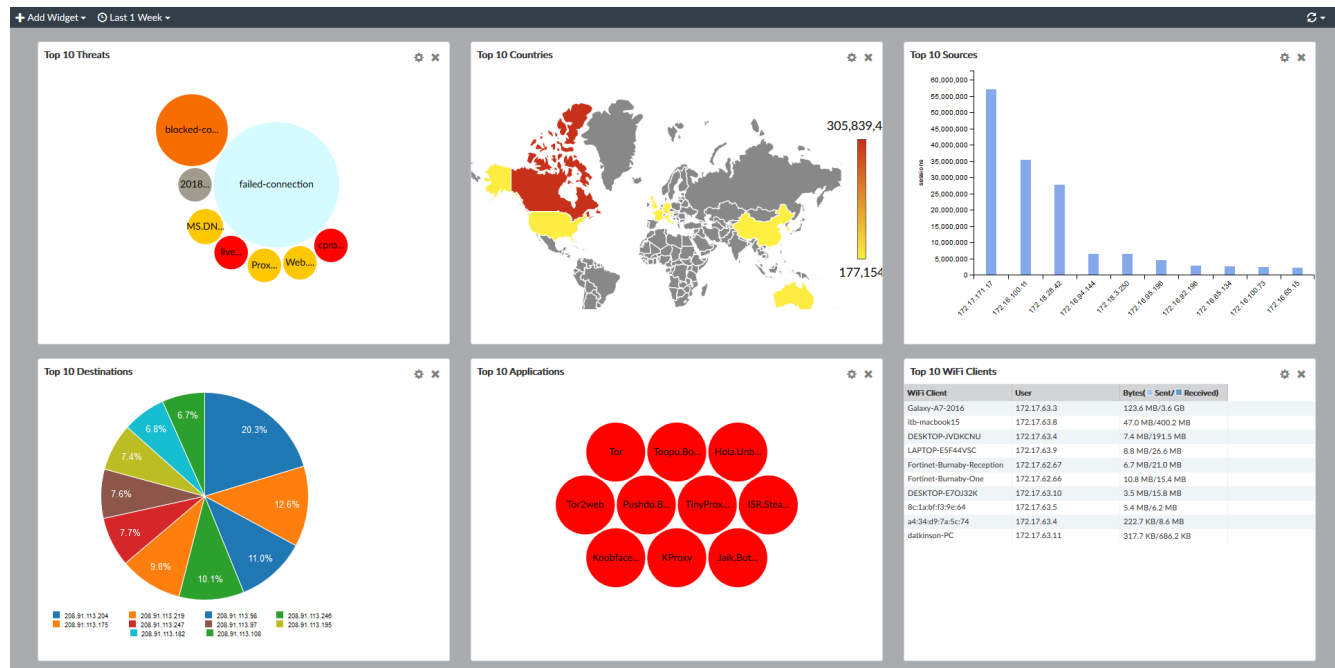 Add Widget
Last 1 Week
Top 10 Threats
blocked-co...
failed-connection
2018...
MS.DN...
live...
Prox...
Web....
cpro...
Top 10 Countries
305,839,4
177,154
Top 10 Sources
60,000,000
55,000,000
50,000,000
45,000,000
40,000,000
35,000,000
30,000,000
25,000,000
20,000,000
15,000,000
10,000,000
5,000,000
0
sessions
172.17.171.17
172.16.100.11
172.18.28.42
172.16.94.144
172.18.3.250
172.16.95.196
172.16.92.196
172.16.65.134
172.16.100.73
172.16.65.15
Top 10 Destinations
20.3%
12.6%
11.0%
10.1%
9.8%
7.7%
7.6%
7.4%
6.8%
6.7%
208.91.113.204 208.91.113.219 208.91.113.98 208.91.113.246
208.91.113.175 208.91.113.247 208.91.113.97 208.91.113.195
208.91.113.182 208.91.113.108
Top 10 Applications
Tor Toopu.Bo... Hola.Unb...
Tor2web Pushdo.B... TinyProx... ISR.Stea...
Koobface... KProxy Jaik.Bot...
Top 10 WiFi Clients
WiFi Client User Bytes( Sent/ Received)
Galaxy-A7-2016 172.17.63.3 123.6 MB/3.6 GB
itb-macbook15 172.17.63.8 47.0 MB/400.2 MB
DESKTOP-JVDKCNU 172.17.63.4 7.4 MB/191.5 MB
LAPTOP-E5F44VSC 172.17.63.9 8.8 MB/26.6 MB
Fortinet-Burnaby-Reception 172.17.62.67 6.7 MB/21.0 MB
Fortinet-Burnaby-One 172.17.62.66 10.8 MB/15.4 MB
DESKTOP-E7OJ32K 172.17.63.10 3.5 MB/15.8 MB
8c:1a:bf:f3:9e:64 172.17.63.5 5.4 MB/6.2 MB
a4:34:d9:7a:5c:74 172.17.63.4 222.7 KB/8.6 MB
datkinson-PC 172.17.63.11 317.7 KB/686.2 KB